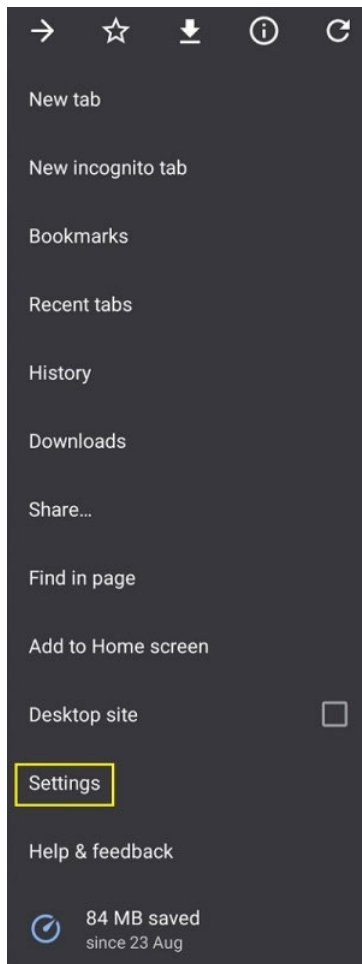 New tab
New incognito tab
Bookmarks
Recent tabs
History
Downloads
Share...
Find in page
Add to Home screen
Desktop site
Settings
Help & feedback
84 MB saved
since 23 Aug